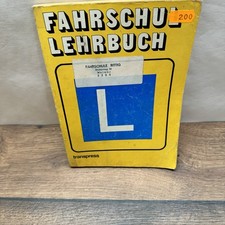 FAHRSCHUL
LEHRBUCH
200
FAHRSCHULE
L
transpress